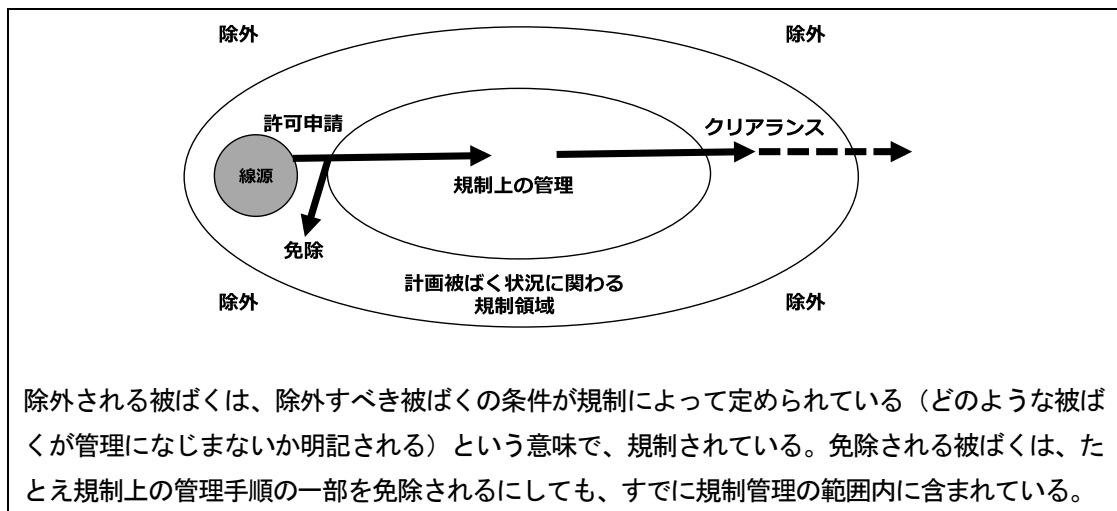 除外
除外
許可申請
クリアランス
線源
規制上の管理
免除
計画被ばく状況に関わる
規制領域
除外
除外
除外される被ばくは、除外すべき被ばくの条件が規制によって定められている（どのような被ば
くが管理になじまないか明記される）という意味で、規制されている。免除される被ばくは、た
とえ規制上の管理手順の一部を免除されるにしても、すでに規制管理の範囲内に含まれている。